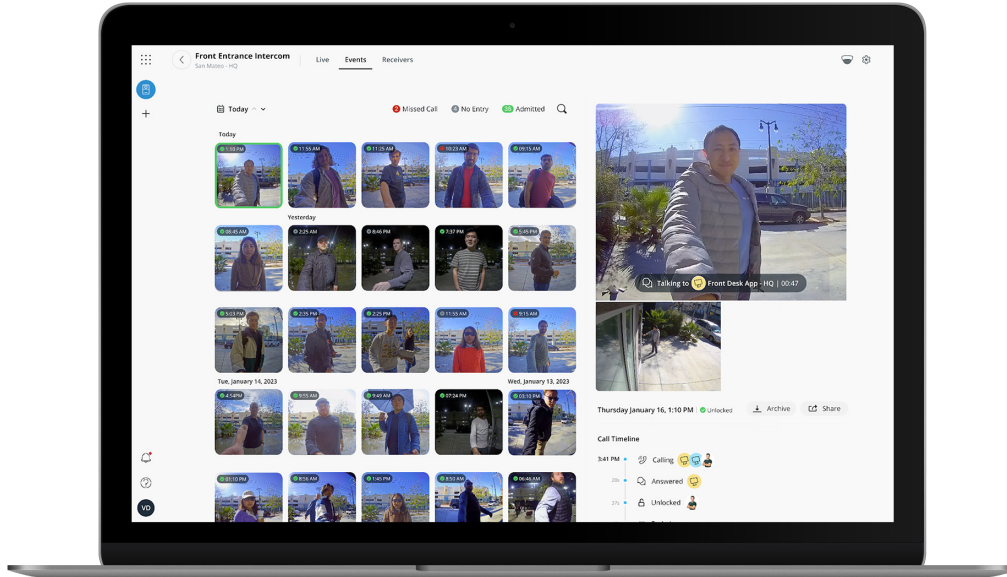 Front Entrance Intercom
San Mateo - HQ
Live Events Receivers
Today
2 Missed Call
No Entry
Admitted
Today
1:10 PM
11:55 AM
11:25 AM
10:23 AM
09:15 AM
Yesterday
08:45 AM
2:25 AM
8:46 PM
7:37 PM
5:45 PM
5:03 PM
2:35 PM
2:25 PM
11:55 AM
9:15 AM
Tue, January 14, 2023
Wed, January 13, 2023
4:54PM
9:55 AM
9:49 AM
07:24 PM
03:10 PM
01:10 PM
8:56 AM
1:45 PM
8:50 AM
06:46 AM
Talking to Front Desk App - HQ | 00:47
Thursday January 16, 1:10 PM | Unlocked
Archive
Share
Call Timeline
3:41 PM Calling
Answered
Unlocked
VD